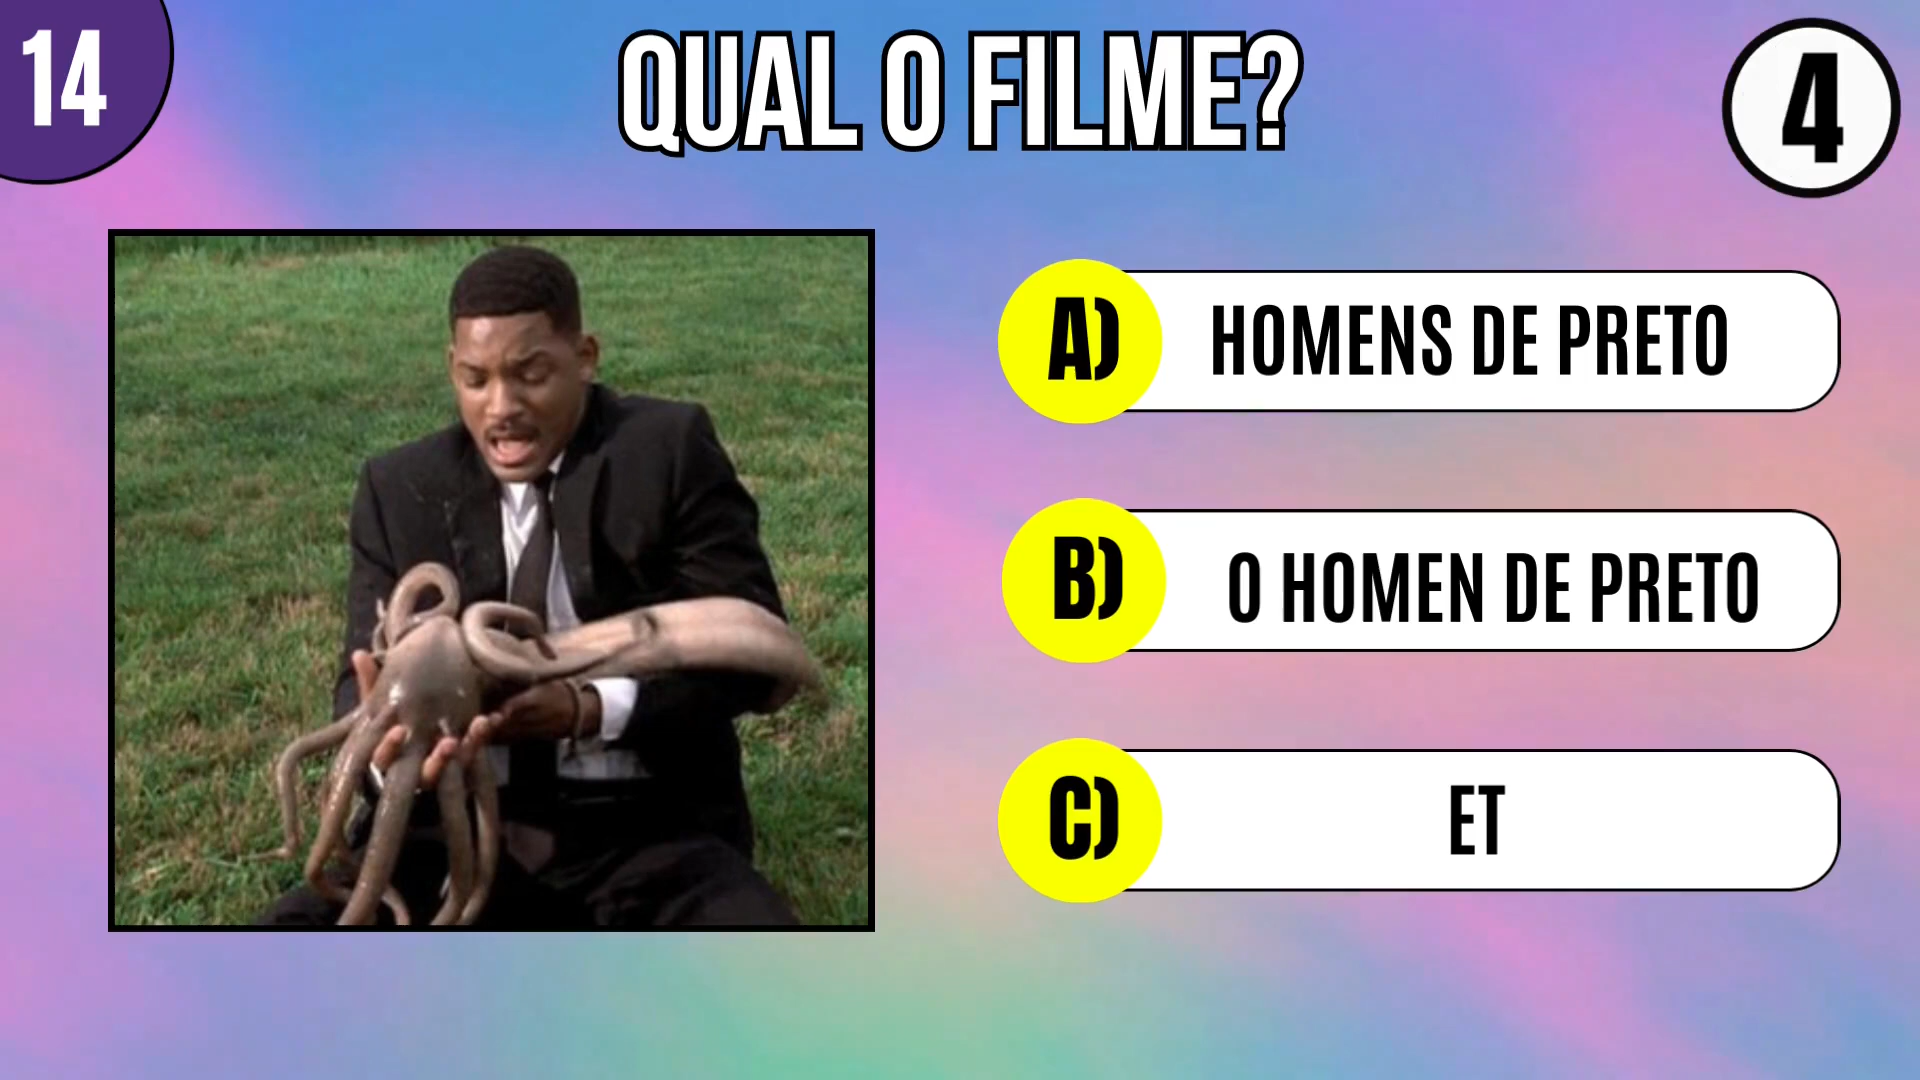 14
QUAL O FILME?
4
A) HOMENS DE PRETO
B) O HOMEN DE PRETO
C) ET